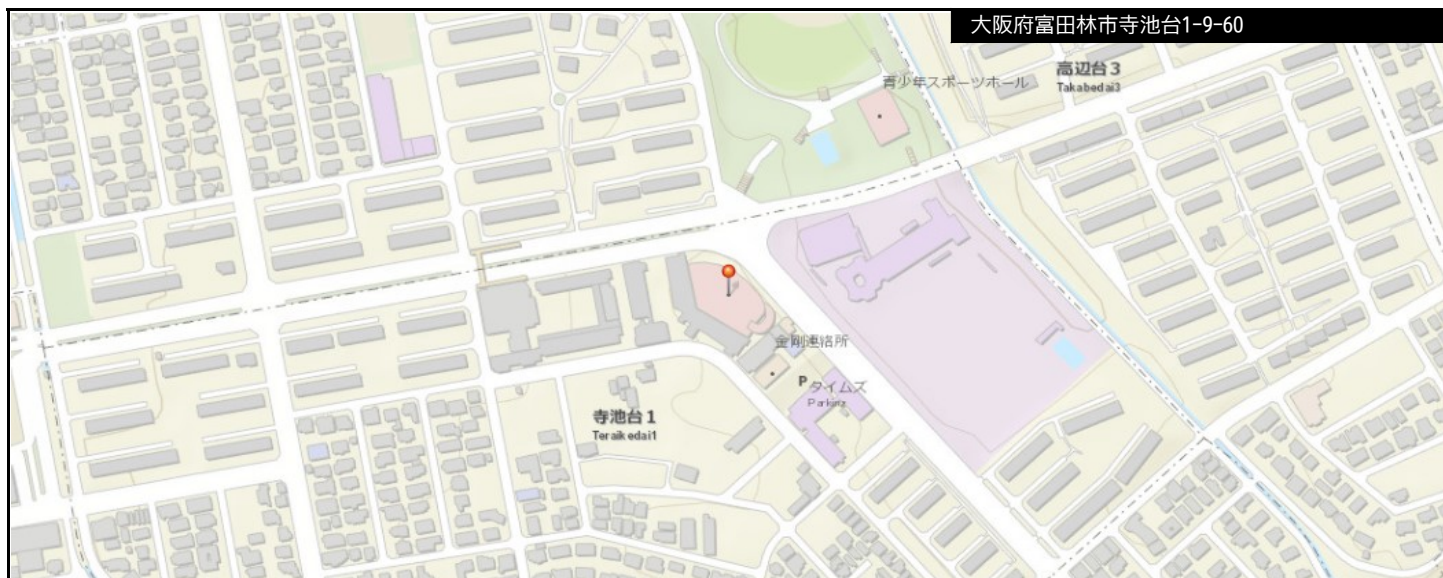 大阪府富田林市寺池台1-9-60
青少年スポーツホール
高辺台3
Takabedai3
金剛連絡所
P タイムズ
Parking
寺池台1
Teraikedai1